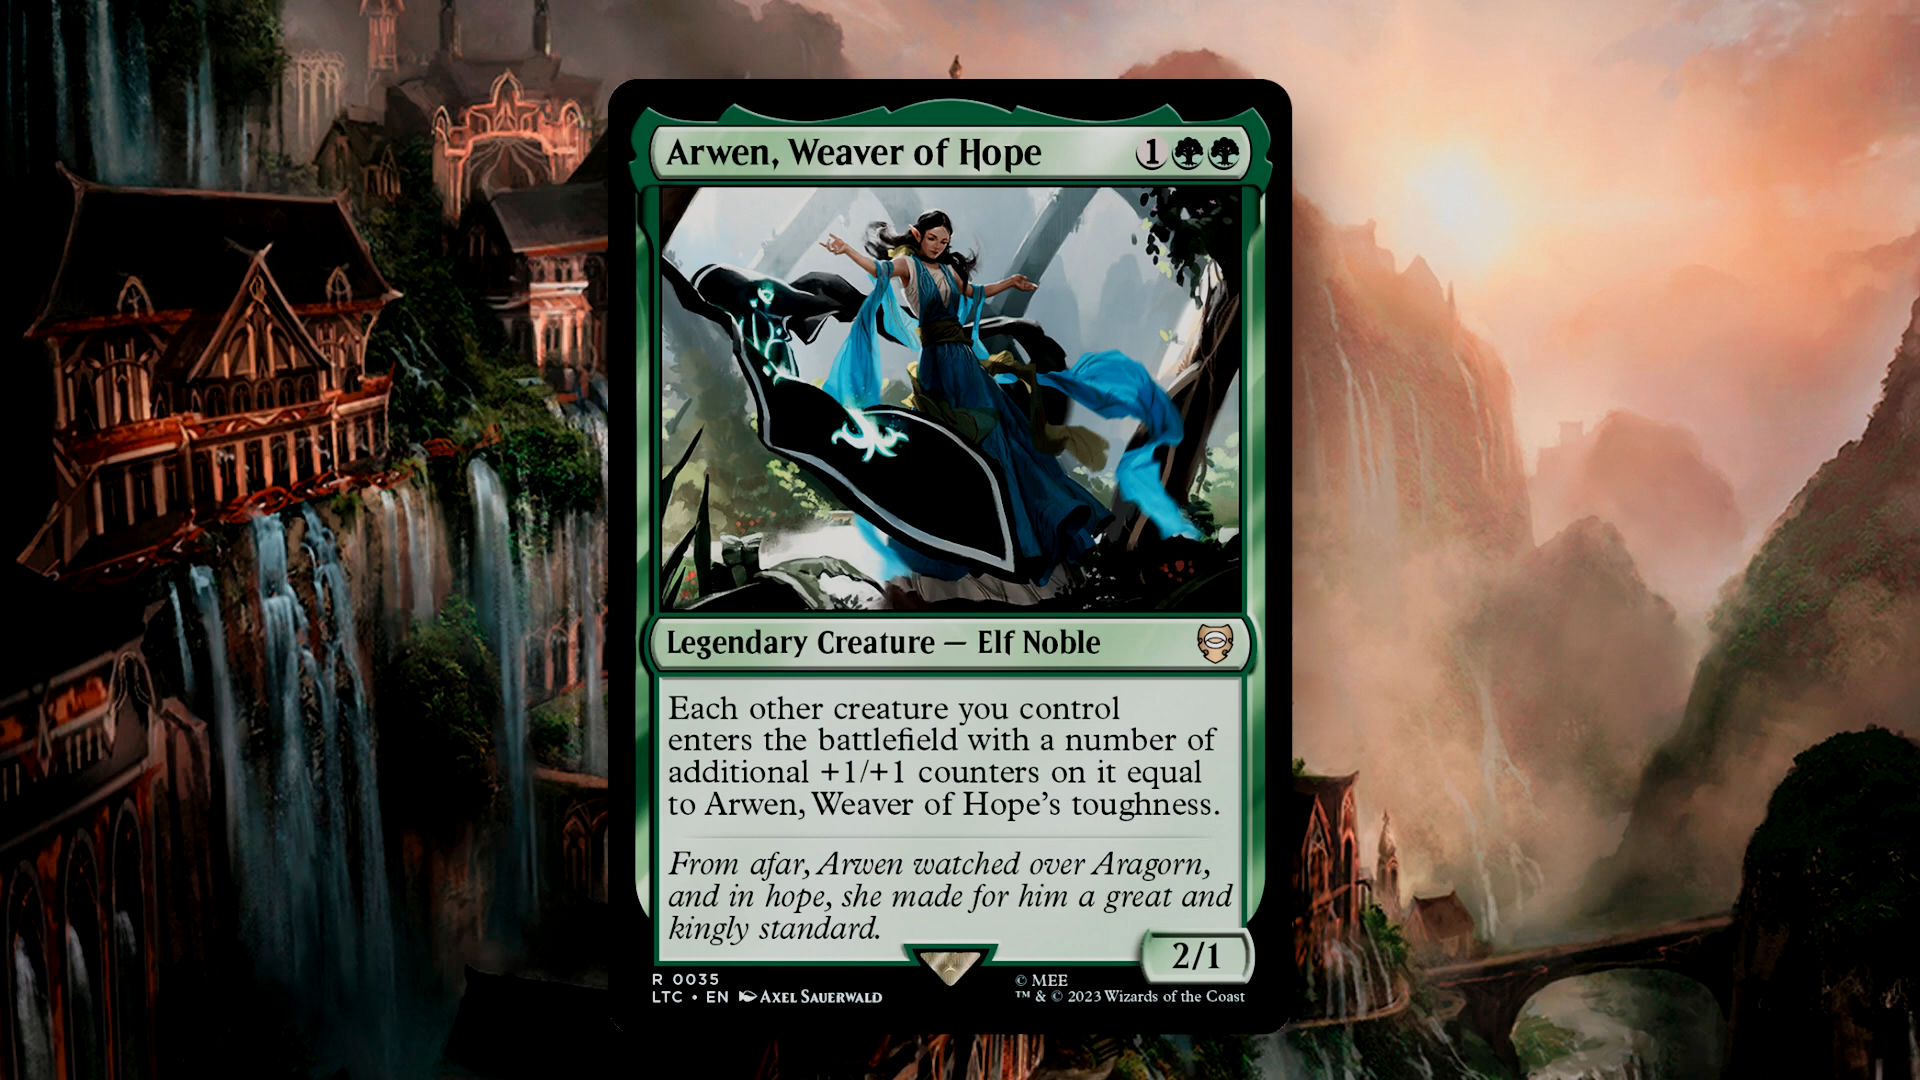 Arwen, Weaver of Hope 1
Legendary Creature — Elf Noble
Each other creature you control
enters the battlefield with a number of
additional +1/+1 counters on it equal
to Arwen, Weaver of Hope's toughness.
From afar, Arwen watched over Aragorn,
and in hope, she made for him a great and
kingly standard.
2/1
R 0035
LTC • EN Axel Sauerwald
© MEE
™ & © 2023 Wizards of the Coast